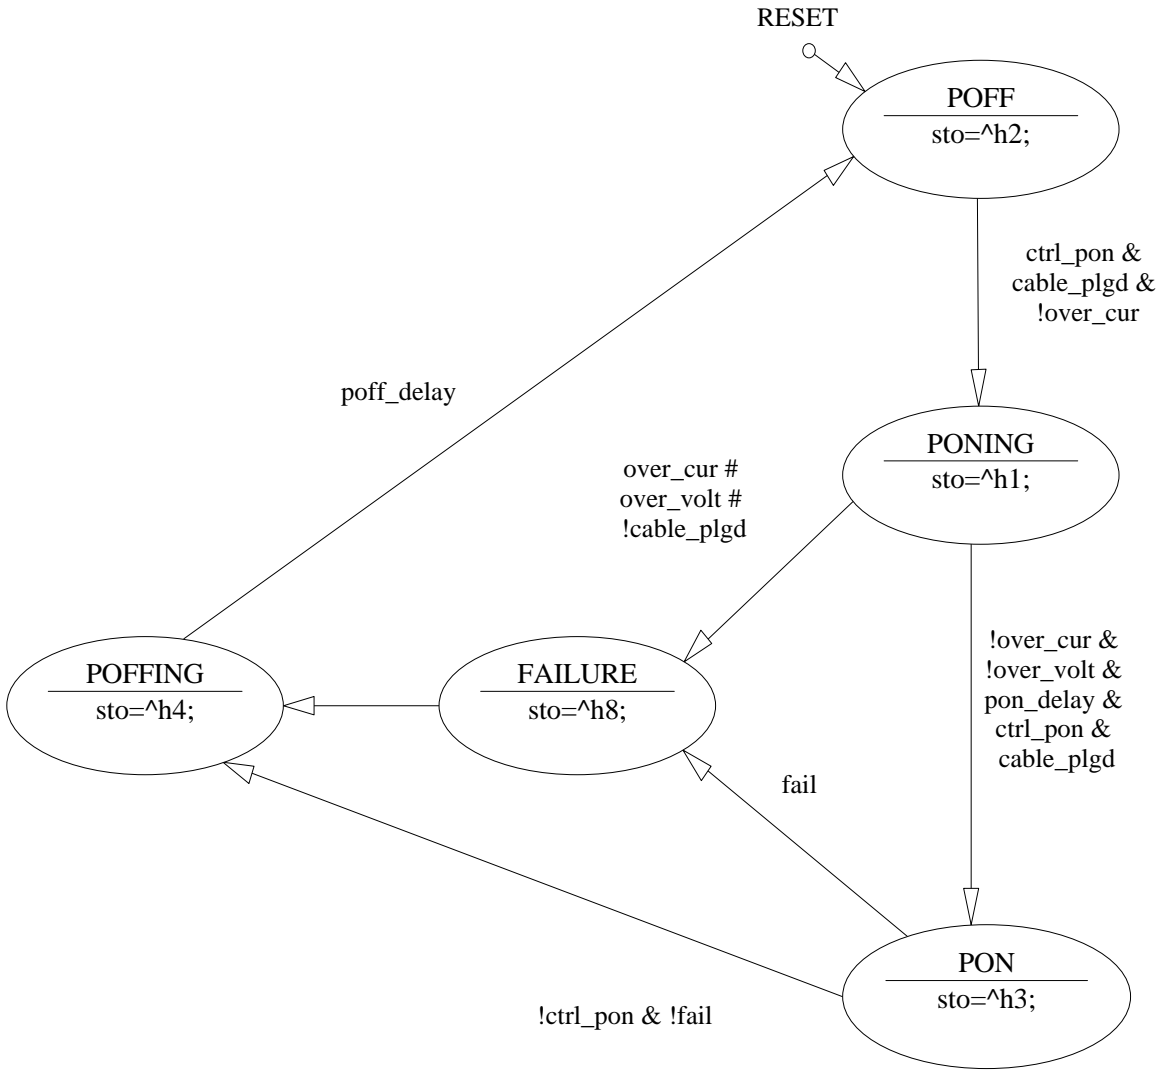 RESET
POFF
sto=^h2;
ctrl_pon &
cable_plgd &
!over_cur
poff_delay
PONING
sto=^h1;
over_cur #
over_volt #
!cable_plgd
!over_cur &
!over_volt &
pon_delay &
ctrl_pon &
cable_plgd
POFFING
sto=^h4;
FAILURE
sto=^h8;
fail
PON
sto=^h3;
!ctrl_pon & !fail